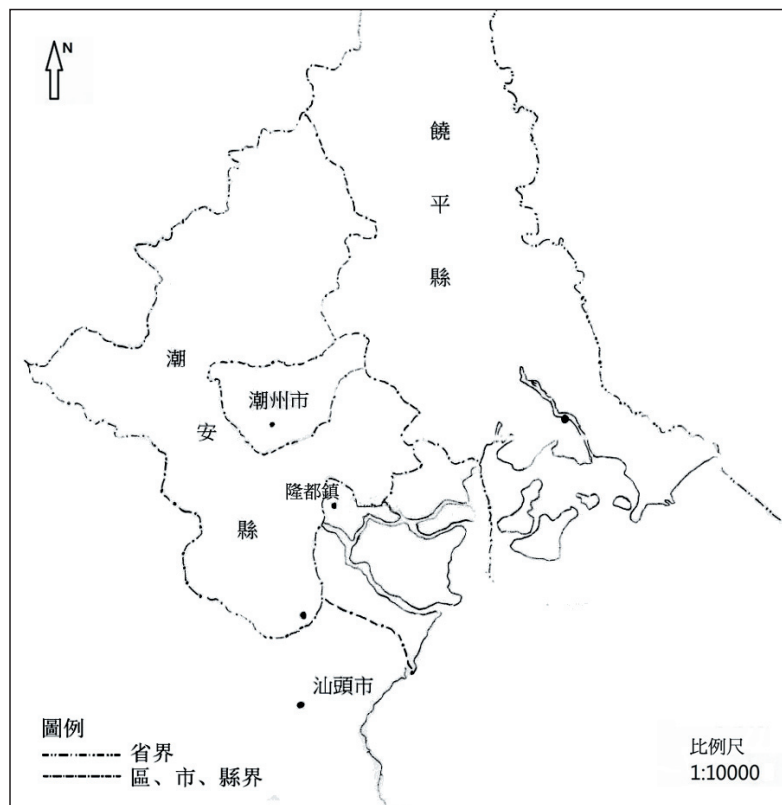 N
饒
平
縣
潮
安
縣
潮州市
隆都鎮
汕頭市
圖例
省界
區、市、縣界
比例尺
1:10000